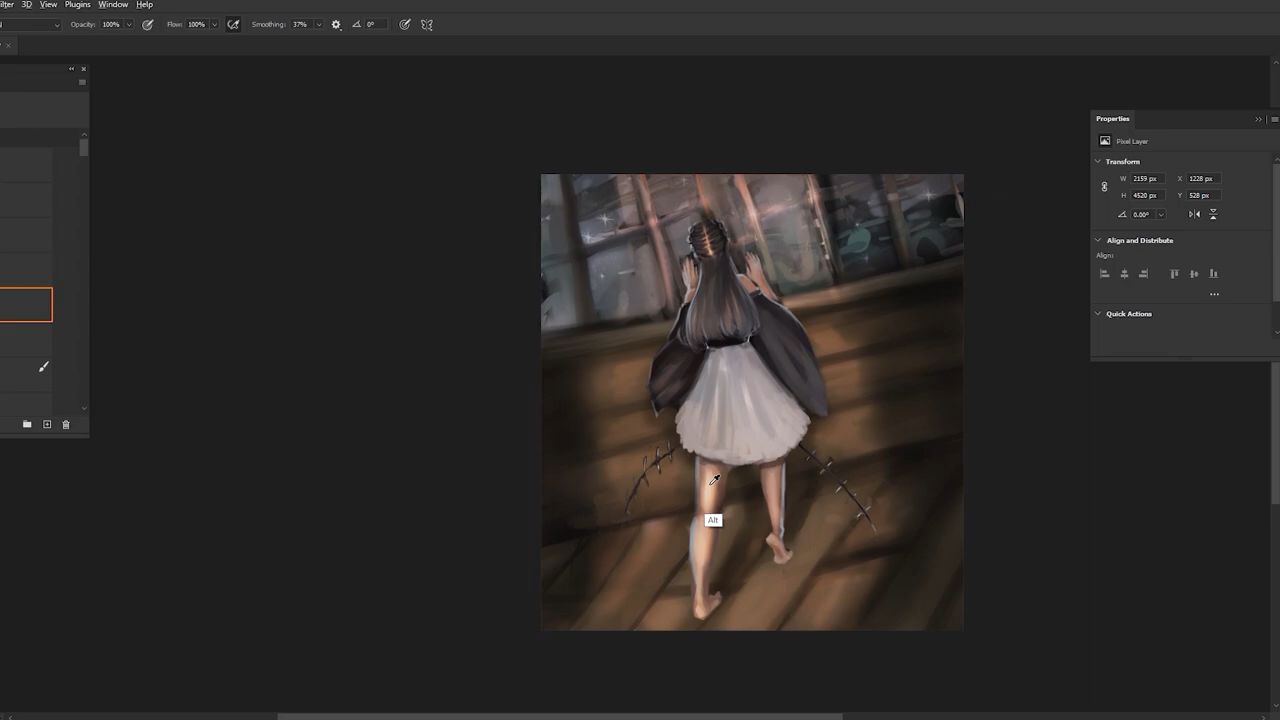 3D View Plugins Window Help
Opacity: 100% Flow: 100% Smoothing: 37% 0°
Properties
Pixel Layer
Transform
W 2159 px X 1228 px
H 4520 px Y 528 px
0.00°
Align and Distribute
Align:
Quick Actions
Alt